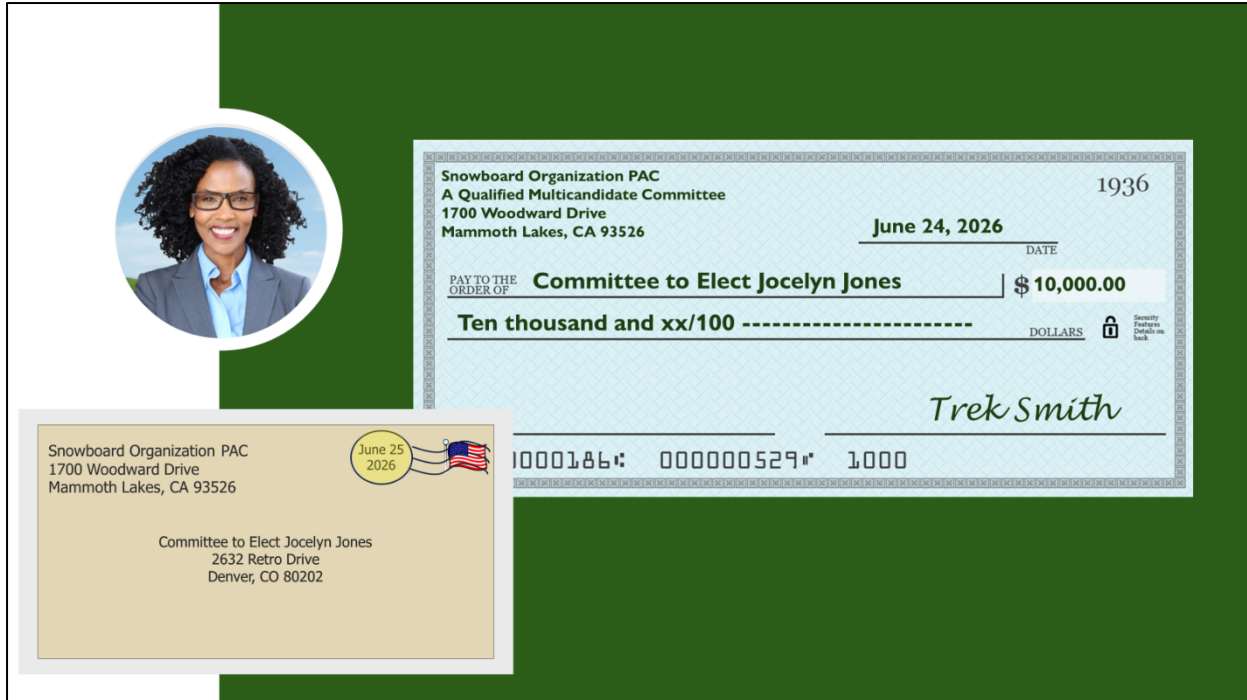 Snowboard Organization PAC
A Qualified Multicandidate Committee
1700 Woodward Drive
Mammoth Lakes, CA 93526
1936
June 24, 2026
DATE
PAY TO THE
ORDER OF
Committee to Elect Jocelyn Jones
$ 10,000.00
Ten thousand and xx/100 -----------------------
DOLLARS
Security
Features
Details on
back
Trek Smith
000186⑆ 000000529⑈ 1000
Snowboard Organization PAC
1700 Woodward Drive
Mammoth Lakes, CA 93526
June 25
2026
Committee to Elect Jocelyn Jones
2632 Retro Drive
Denver, CO 80202